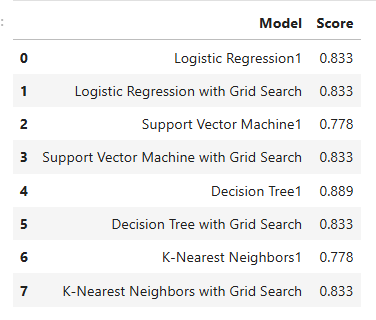 Model Score
0 Logistic Regression1 0.833
1 Logistic Regression with Grid Search 0.833
2 Support Vector Machine1 0.778
3 Support Vector Machine with Grid Search 0.833
4 Decision Tree1 0.889
5 Decision Tree with Grid Search 0.833
6 K-Nearest Neighbors1 0.778
7 K-Nearest Neighbors with Grid Search 0.833